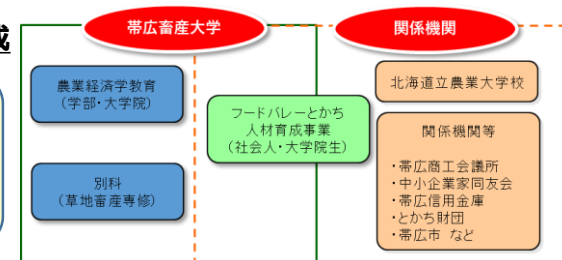 成
帯広畜産大学
関係機関
農業経済学教育
(学部・大学院)
別科
(草地畜産専修)
フードバレーとかち
人材育成事業
(社会人・大学院生)
北海道立農業大学校
関係機関等
・帯広商工会議所
・中小企業家同友会
・帯広信用金庫
・とかち財団
・帯広市 など